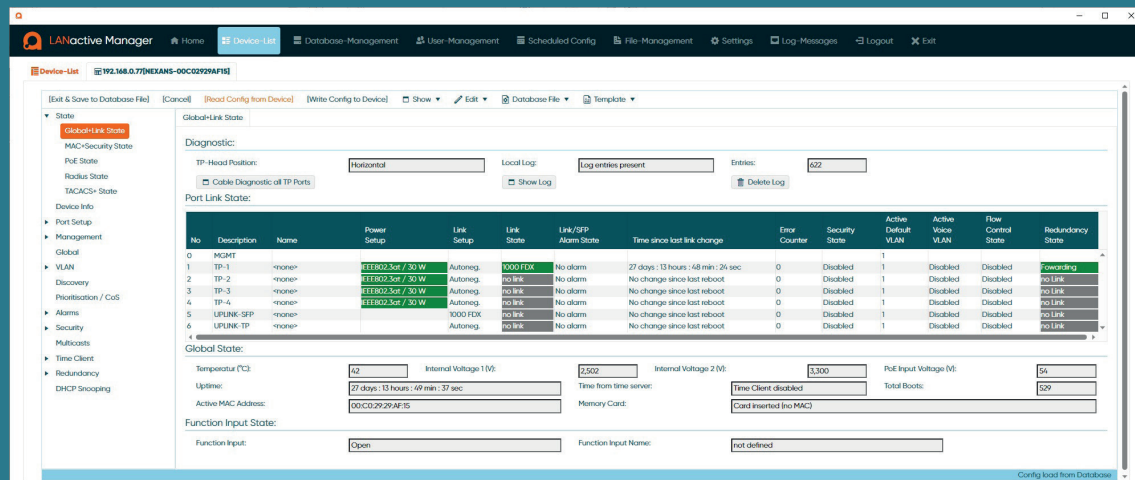 LANactive Manager Home Device-List Database-Management User-Management Scheduled Config File-Management Settings Log-Messages Logout Exit
Device-List 192.168.0.77[NEXANS-00C02929AF15]
[Exit & Save to Database File] [Cancel] [Read Config from Device] [Write Config to Device] Show Edit Database File Template
State
Global+Link State
MAC+Security State
PoE State
Radius State
TACACS+ State
Device Info
Port Setup
Management
Global
VLAN
Discovery
Prioritisation / CoS
Alarms
Security
Multicasts
Time Client
Redundancy
DHCP Snooping
Global+Link State
Diagnostic:
TP-Head Position: Horizontal Local Log: Log entries present Entries: 622
Cable Diagnostic all TP Ports Show Log Delete Log
Port Link State:
No Description Name Power Setup Link Setup Link State Link/SFP Alarm State Time since last link change Error Counter Security State Active Default VLAN Active Voice VLAN Flow Control State Redundancy State
0 MGMT 1
1 TP-1 <none> IEEE802.3at / 30 W Autoneg. 1000 FDX No alarm 27 days : 13 hours : 48 min : 24 sec 0 Disabled 1 Disabled Disabled Fowarding
2 TP-2 <none> IEEE802.3at / 30 W Autoneg. no link No alarm No change since last reboot 0 Disabled 1 Disabled Disabled no Link
3 TP-3 <none> IEEE802.3at / 30 W Autoneg. no link No alarm No change since last reboot 0 Disabled 1 Disabled Disabled no Link
4 TP-4 <none> IEEE802.3at / 30 W Autoneg. no link No alarm No change since last reboot 0 Disabled 1 Disabled Disabled no Link
5 UPLINK-SFP <none> 1000 FDX no link No alarm No change since last reboot 0 Disabled 1 Disabled Disabled no Link
6 UPLINK-TP <none> Autoneg. no link No alarm No change since last reboot 0 Disabled 1 Disabled Disabled no Link
Global State:
Temperatur (°C): 42 Internal Voltage 1 (V): 2,502 Internal Voltage 2 (V): 3,300 PoE Input Voltage (V): 54
Uptime: 27 days : 13 hours : 49 min : 37 sec Time from time server: Time Client disabled Total Boots: 529
Active MAC Address: 00:C0:29:29:AF:15 Memory Card: Card inserted (no MAC)
Function Input State:
Function Input: Open Function Input Name: not defined
Config load from Database